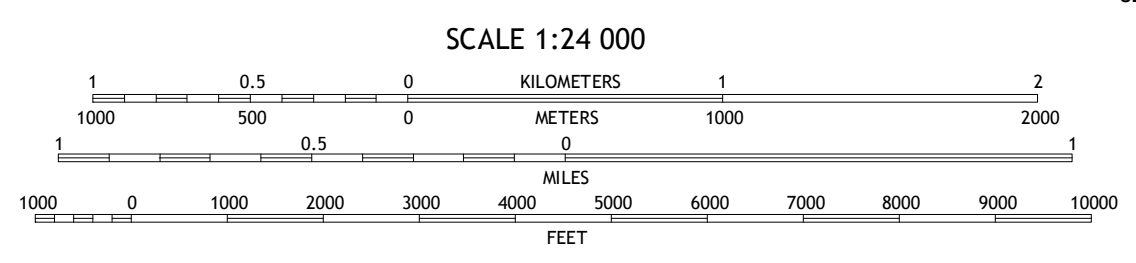 SCALE 1:24 000
1 0.5 0 KILOMETERS 1 2
1000 500 0 METERS 1000 2000
1 0.5 0 1
MILES
1000 0 1000 2000 3000 4000 5000 6000 7000 8000 9000 10000
FEET